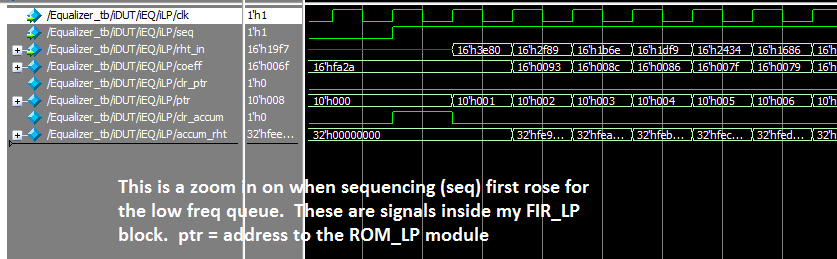 /Equalizer_tb/iDUT/iEQ/iLP/clk 1'h1
/Equalizer_tb/iDUT/iEQ/iLP/seq 1'h1
/Equalizer_tb/iDUT/iEQ/iLP/rht_in 16'h19f7 16'h3e80 16'h2f89 16'h1b6e 16'h1df9 16'h2434 16'h1686 16'h
/Equalizer_tb/iDUT/iEQ/iLP/coeff 16'h006f 16'hfa2a 16'h0093 16'h008c 16'h0086 16'h007f 16'h0079 16'h
/Equalizer_tb/iDUT/iEQ/iLP/clr_ptr 1'h0
/Equalizer_tb/iDUT/iEQ/iLP/ptr 10'h008 10'h000 10'h001 10'h002 10'h003 10'h004 10'h005 10'h006 10'h
/Equalizer_tb/iDUT/iEQ/iLP/clr_accum 1'h0
/Equalizer_tb/iDUT/iEQ/iLP/accum_rht 32'hfee... 32'h00000000 32'hfe9... 32'hfea... 32'hfeb... 32'hfec... 32'hfed... 32'h
This is a zoom in on when sequencing (seq) first rose for
the low freq queue. These are signals inside my FIR_LP
block. ptr = address to the ROM_LP module